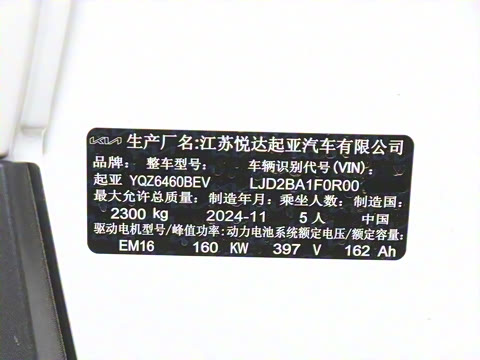 KIA 生产厂名:江苏悦达起亚汽车有限公司
品牌: 整车型号: 车辆识别代号(VIN):
起亚 YQZ6460BEV LJD2BA1F0R00
最大允许总质量: 制造年月: 乘坐人数: 制造国:
2300 kg 2024-11 5 人 中国
驱动电机型号/峰值功率:动力电池系统额定电压/额定容量:
EM16 160 KW 397 V 162 Ah